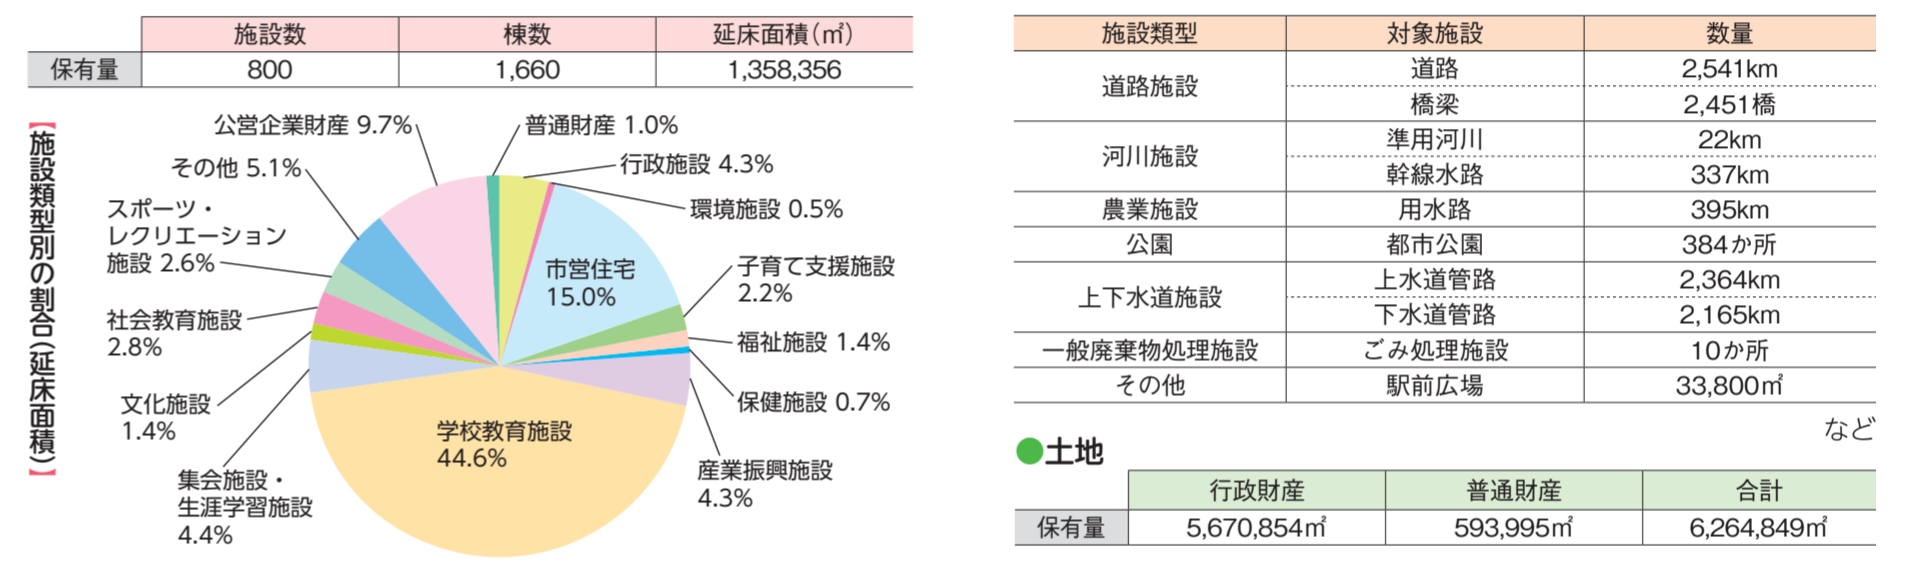 施設数 棟数 延床面積(㎡)
保有量 800 1,660 1,358,356
【施設類型別の割合(延床面積)】
公営企業財産 9.7%
普通財産 1.0%
行政施設 4.3%
その他 5.1%
環境施設 0.5%
スポーツ・
レクリエーション
施設 2.6%
市営住宅
15.0%
子育て支援施設
2.2%
社会教育施設
2.8%
福祉施設 1.4%
文化施設
1.4%
保健施設 0.7%
学校教育施設
44.6%
集会施設・
生涯学習施設
4.4%
産業振興施設
4.3%
施設類型 対象施設 数量
道路施設 道路 2,541km
橋梁 2,451橋
河川施設 準用河川 22km
幹線水路 337km
農業施設 用水路 395km
公園 都市公園 384か所
上下水道施設 上水道管路 2,364km
下水道管路 2,165km
一般廃棄物処理施設 ごみ処理施設 10か所
その他 駅前広場 33,800㎡
など
●土地
行政財産 普通財産 合計
保有量 5,670,854㎡ 593,995㎡ 6,264,849㎡